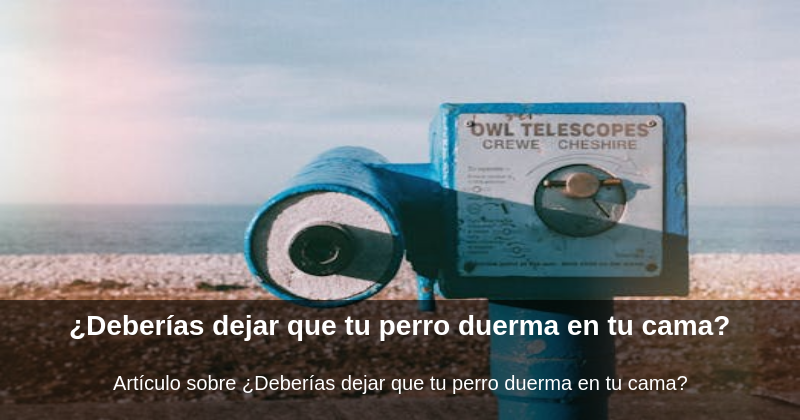 OWL TELESCOPES
CREWE CHESHIRE
¿Deberías dejar que tu perro duerma en tu cama?
Artículo sobre ¿Deberías dejar que tu perro duerma en tu cama?